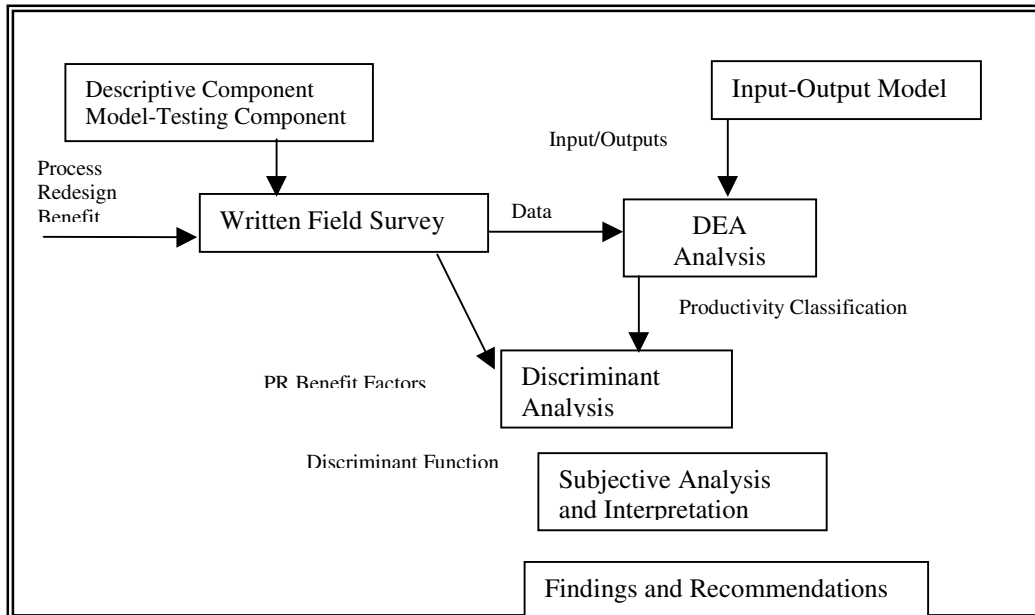 Descriptive Component
Model-Testing Component
Input-Output Model
Input/Outputs
Process
Redesign
Benefit
Written Field Survey
Data
DEA
Analysis
Productivity Classification
PR Benefit Factors
Discriminant
Analysis
Discriminant Function
Subjective Analysis
and Interpretation
Findings and Recommendations